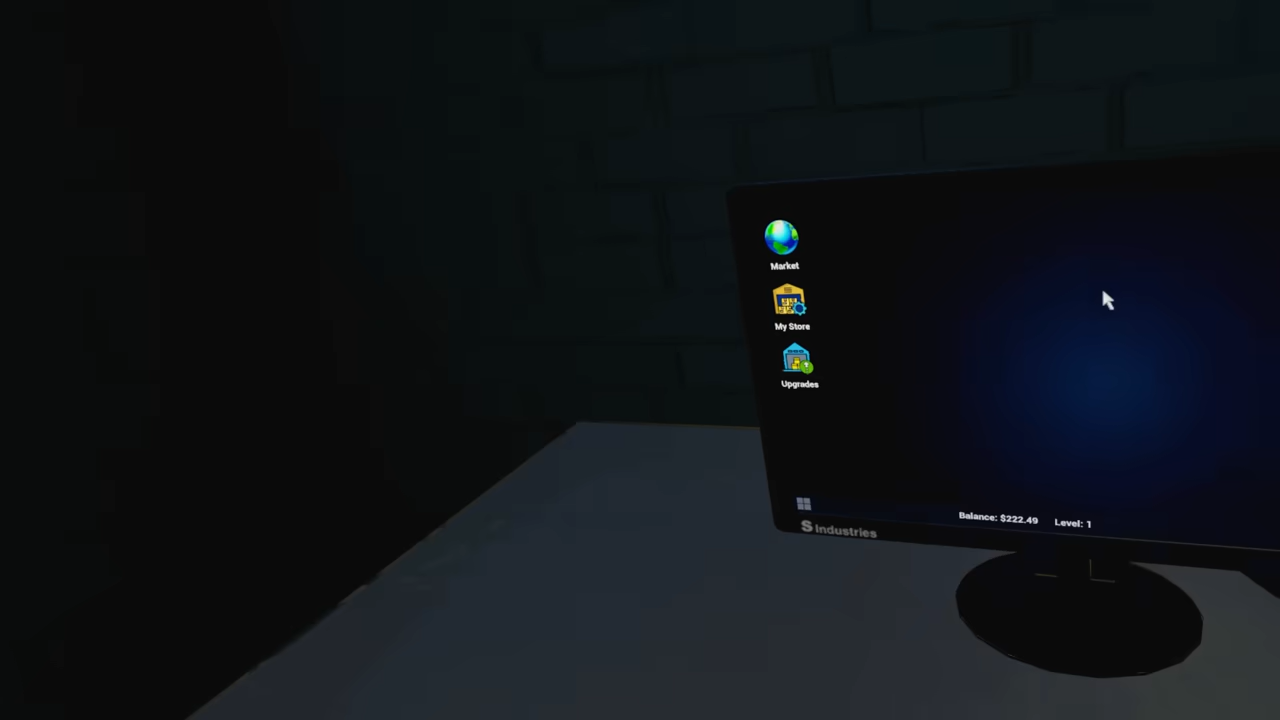 Market
My Store
Upgrades
Balance: $222.49 Level: 1
S Industries